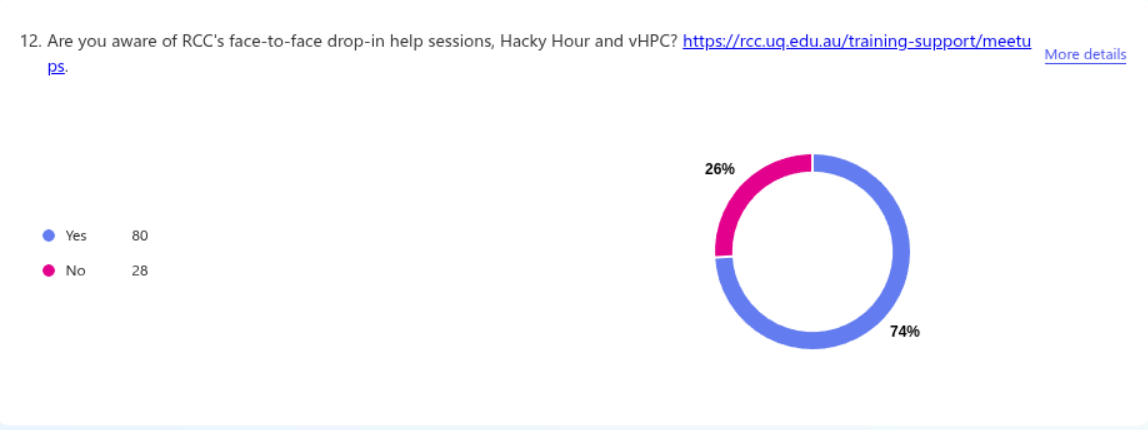 12. Are you aware of RCC's face-to-face drop-in help sessions, Hacky Hour and vHPC? https://rcc.uq.edu.au/training-support/meetu
ps.
More details
26%
Yes 80
No 28
74%